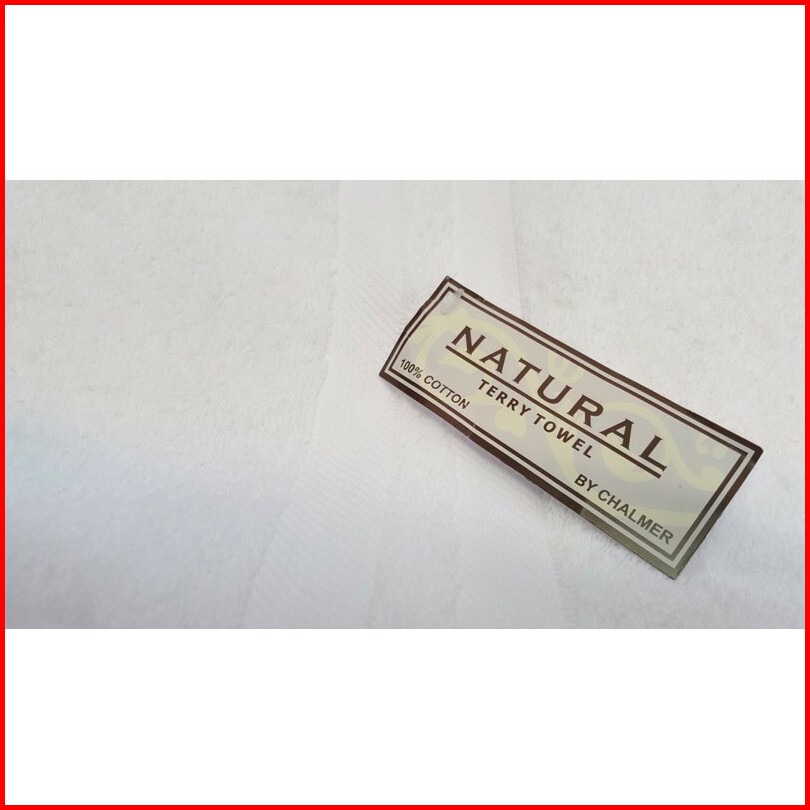 NATURAL
TERRY TOWEL
100% COTTON
BY CHALMER